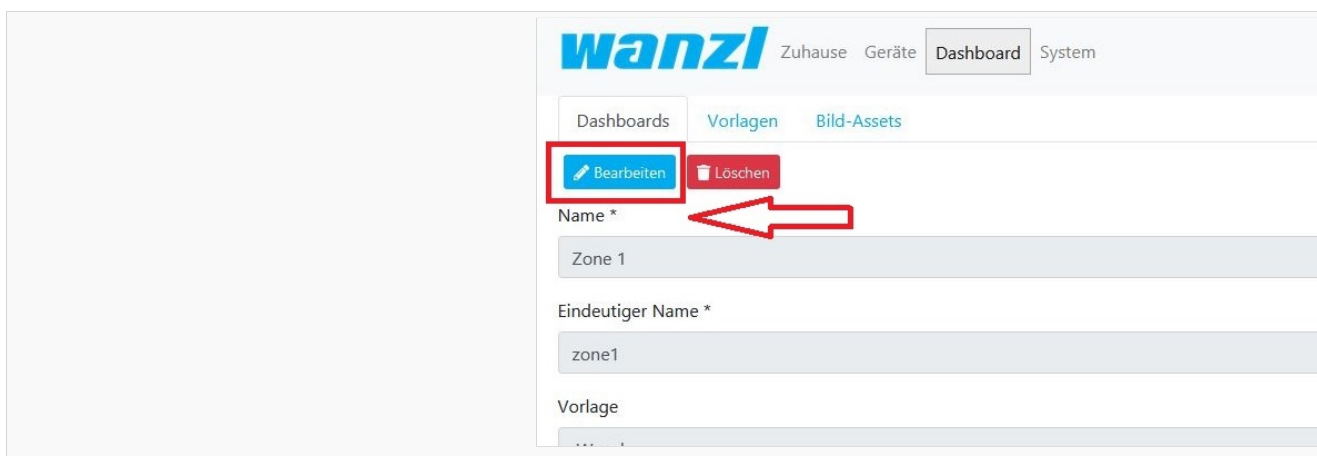 wanzl Zuhause Geräte Dashboard System
Dashboards Vorlagen Bild-Assets
Bearbeiten Löschen
Name *
Zone 1
Eindeutiger Name *
zone1
Vorlage